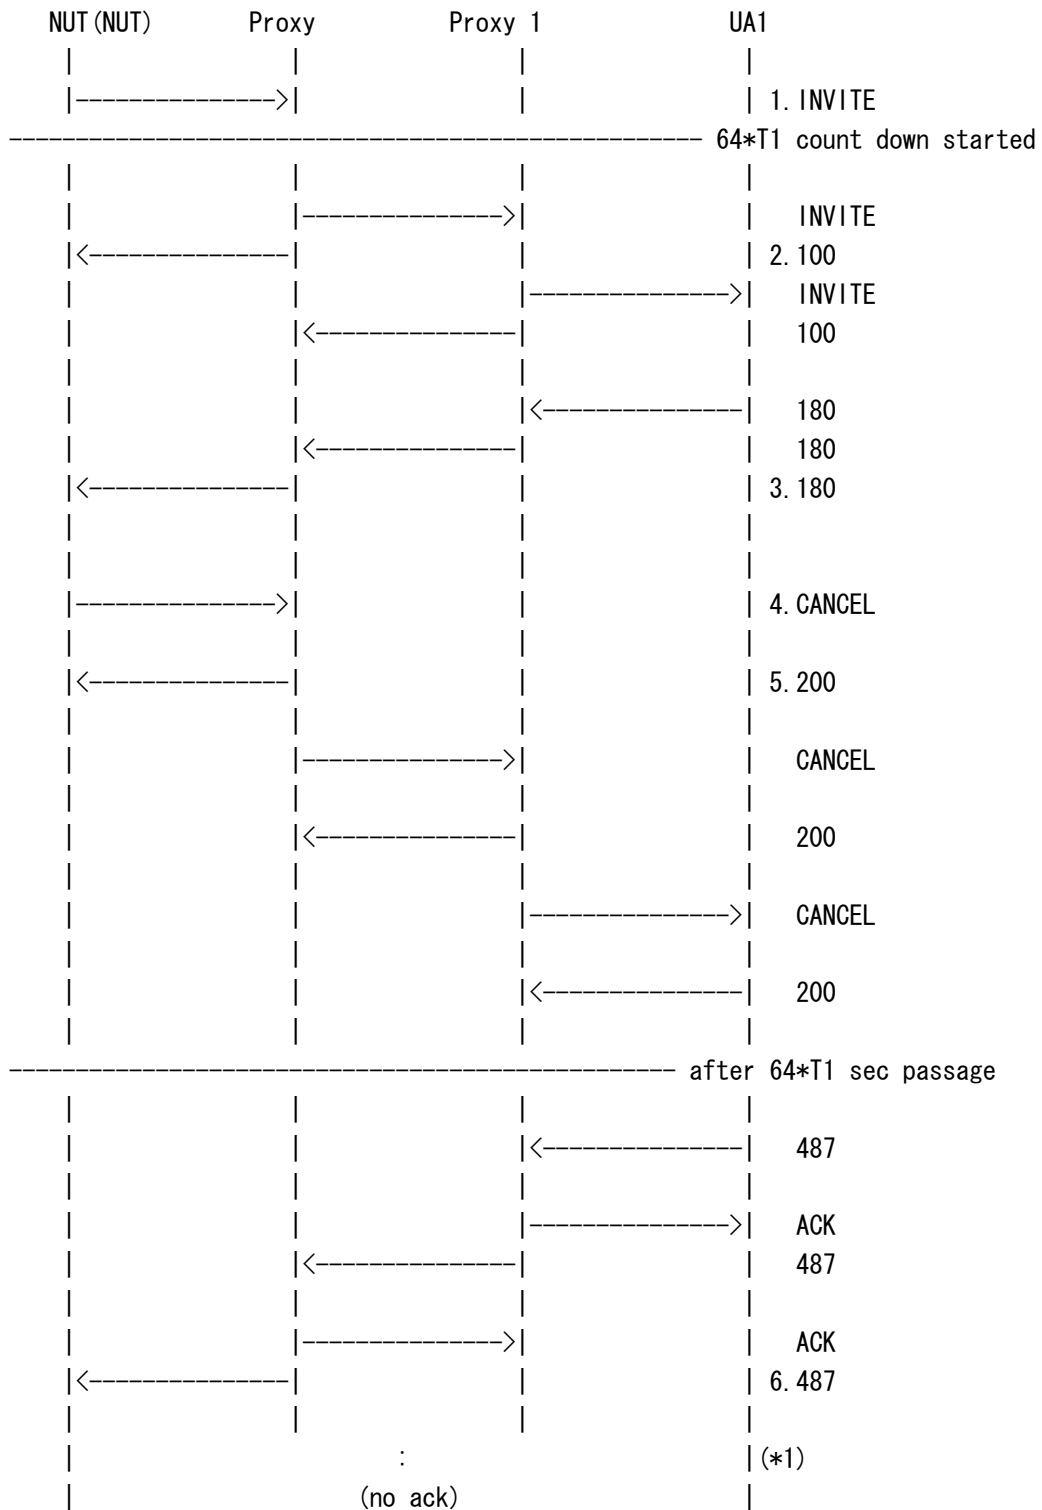 NUT(NUT) Proxy Proxy 1 UA1
1. INVITE
64*T1 count down started
INVITE
2. 100
INVITE
100
180
180
3. 180
4. CANCEL
5. 200
CANCEL
200
CANCEL
200
after 64*T1 sec passage
487
ACK
487
ACK
6. 487
: (*1)
(no ack)